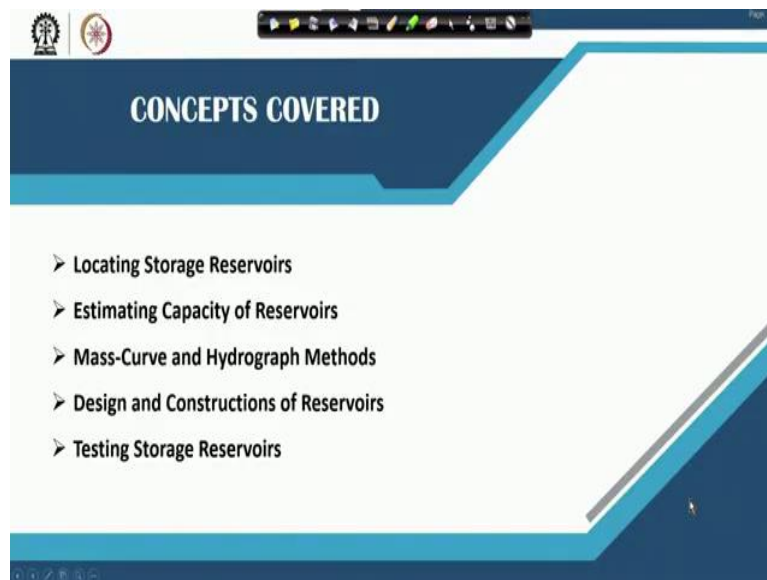 CONCEPTS COVERED
➢ Locating Storage Reservoirs
➢ Estimating Capacity of Reservoirs
➢ Mass-Curve and Hydrograph Methods
➢ Design and Constructions of Reservoirs
➢ Testing Storage Reservoirs